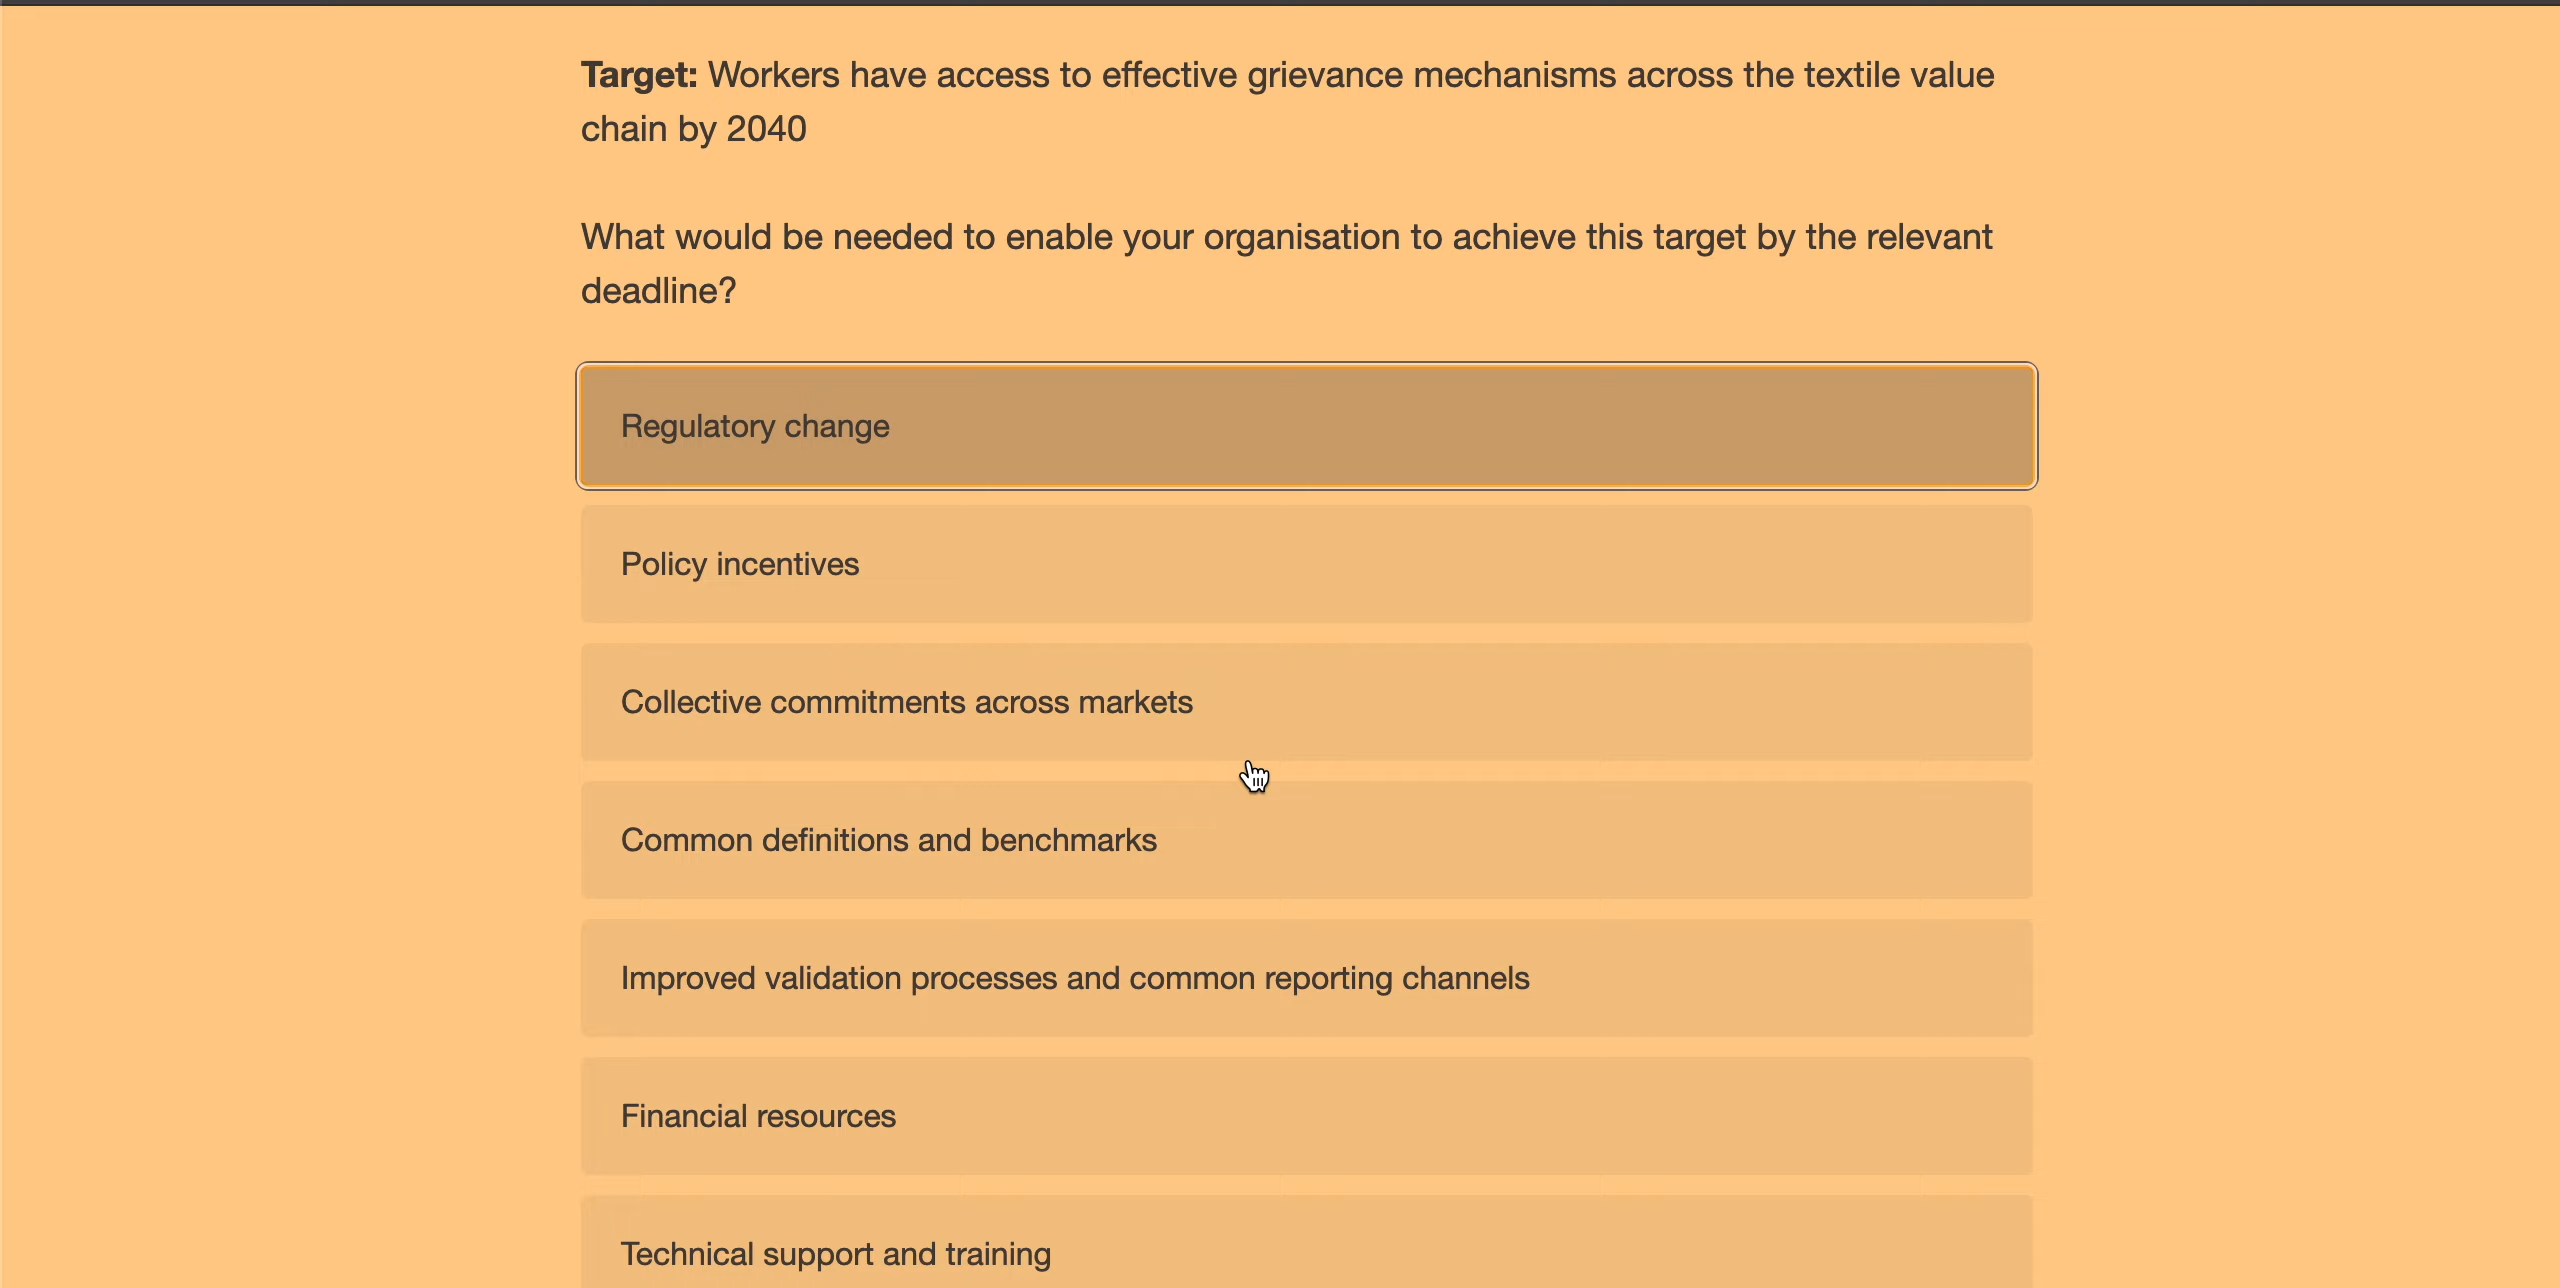 Target: Workers have access to effective grievance mechanisms across the textile value
chain by 2040
What would be needed to enable your organisation to achieve this target by the relevant
deadline?
Regulatory change
Policy incentives
Collective commitments across markets
Common definitions and benchmarks
Improved validation processes and common reporting channels
Financial resources
Technical support and training